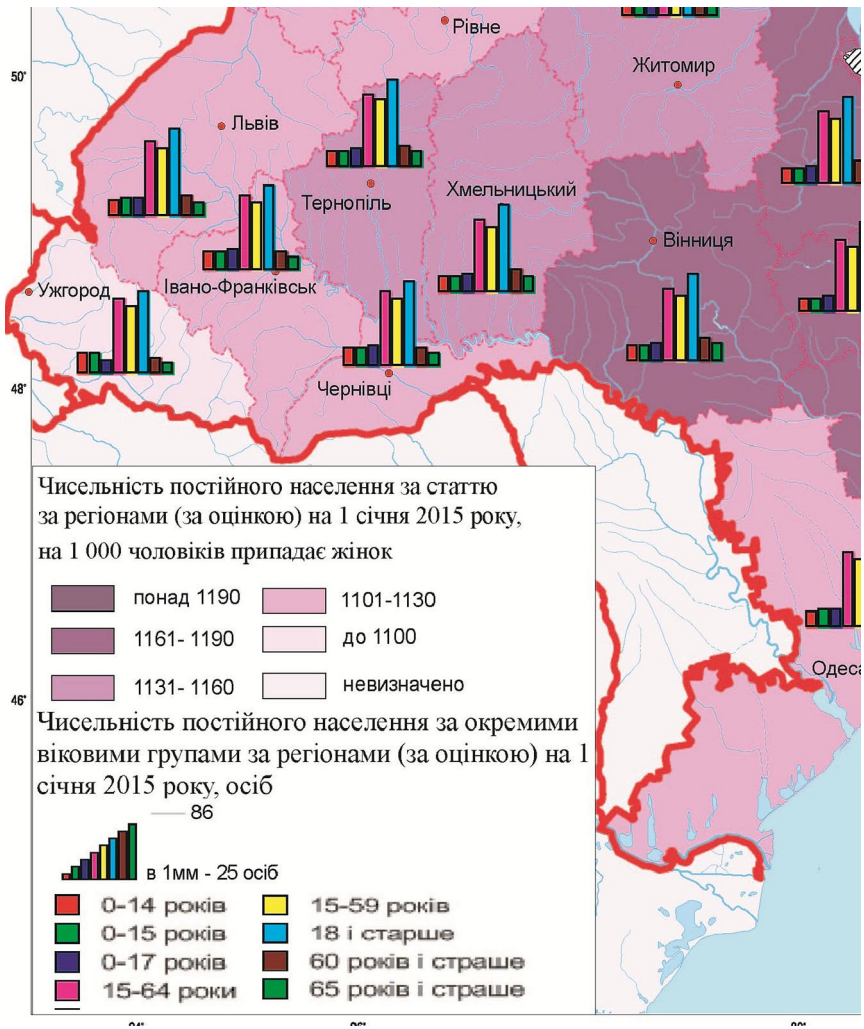 Рівне
50°
Житомир
Львів
Тернопіль
Хмельницький
Вінниця
Ужгород
Івано-Франківськ
48°
Чернівці
Чисельність постійного населення за статтю
за регіонами (за оцінкою) на 1 січня 2015 року,
на 1 000 чоловіків припадає жінок
понад 1190
1101-1130
1161- 1190
до 1100
1131- 1160
невизначено
46°
Одеса
Чисельність постійного населення за окремими
віковими групами за регіонами (за оцінкою) на 1
січня 2015 року, осіб
86
в 1мм - 25 осіб
0-14 років
15-59 років
0-15 років
18 і старше
0-17 років
60 років і страше
15-64 роки
65 років і страше